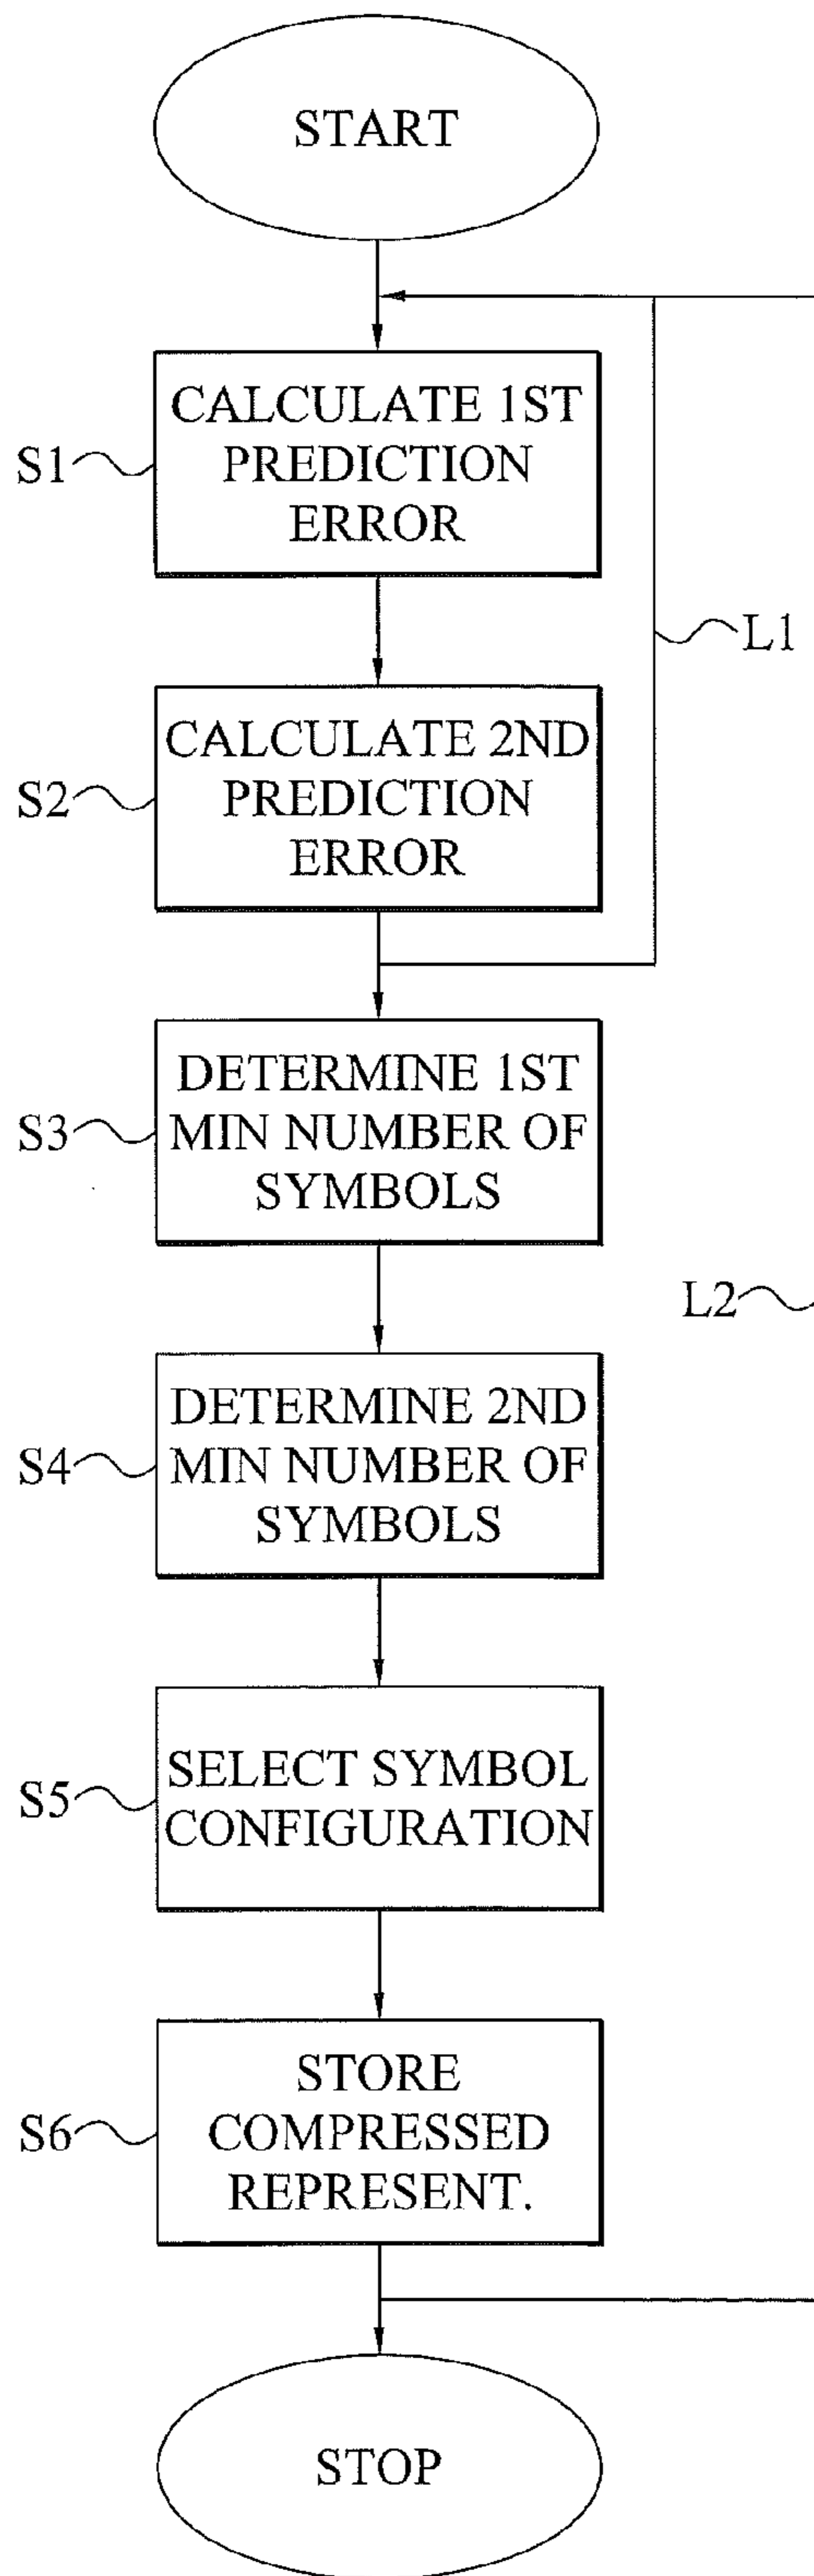 START
CALCULATE 1ST
PREDICTION
ERROR
S1
L1
CALCULATE 2ND
PREDICTION
ERROR
S2
DETERMINE 1ST
MIN NUMBER OF
SYMBOLS
S3
L2
DETERMINE 2ND
MIN NUMBER OF
SYMBOLS
S4
SELECT SYMBOL
CONFIGURATION
S5
STORE
COMPRESSED
REPRESENT.
S6
STOP